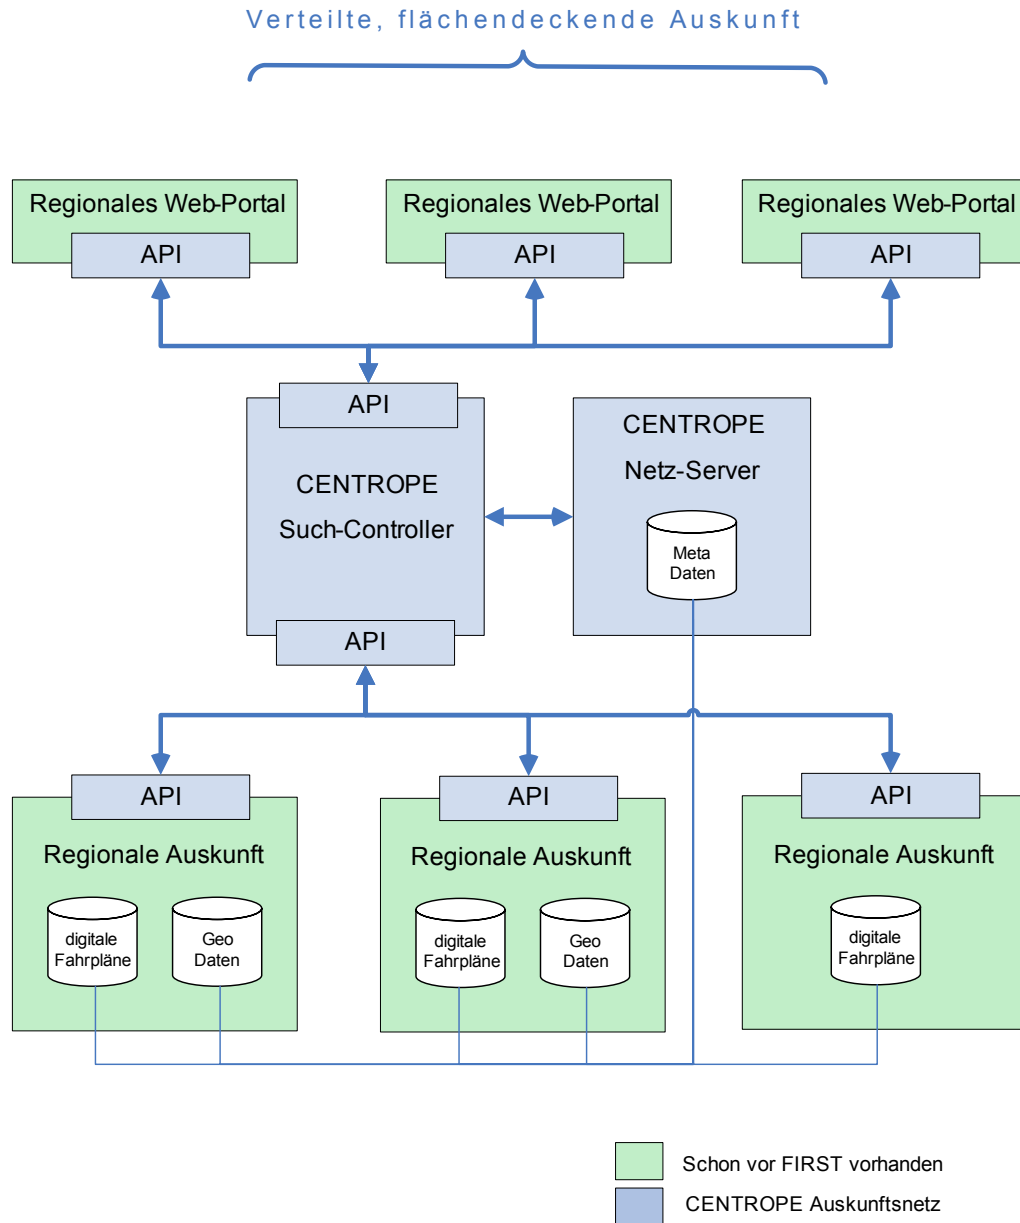 Verteilte, flächendeckende Auskunft
Regionales Web-Portal
API
Regionales Web-Portal
API
Regionales Web-Portal
API
API
CENTROPE
Such-Controller
API
CENTROPE
Netz-Server
Meta
Daten
API
Regionale Auskunft
digitale
Fahrpläne
Geo
Daten
API
Regionale Auskunft
digitale
Fahrpläne
Geo
Daten
API
Regionale Auskunft
digitale
Fahrpläne
Schon vor FIRST vorhanden
CENTROPE Auskunftsnetz